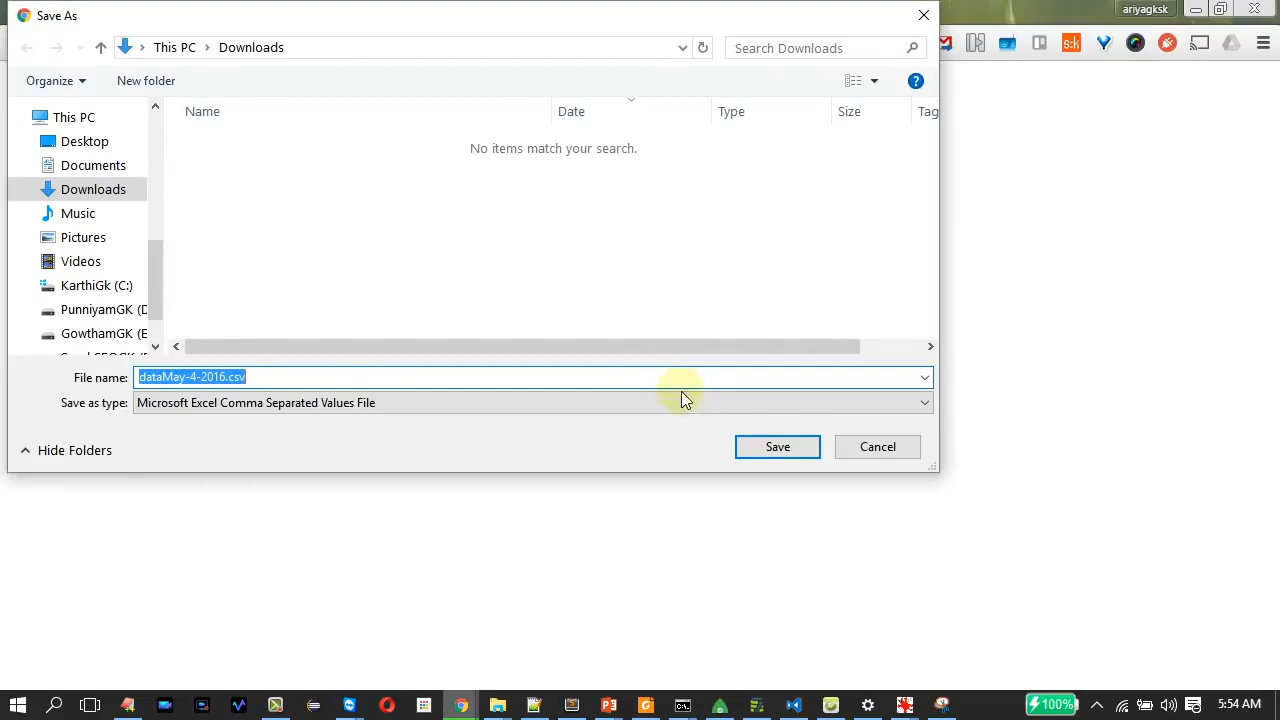 Save As
ariyagksk
This PC
Downloads
Search Downloads
Organize
New folder
Name
Date
Type
Size
Tag
This PC
Desktop
Documents
Downloads
Music
Pictures
Videos
KarthiGk (C:)
PunniyamGK (D
GowthamGK (E
No items match your search.
File name:
dataMay-4-2016.csv
Save as type:
Microsoft Excel Comma Separated Values File
Hide Folders
Save
Cancel
100%
5:54 AM